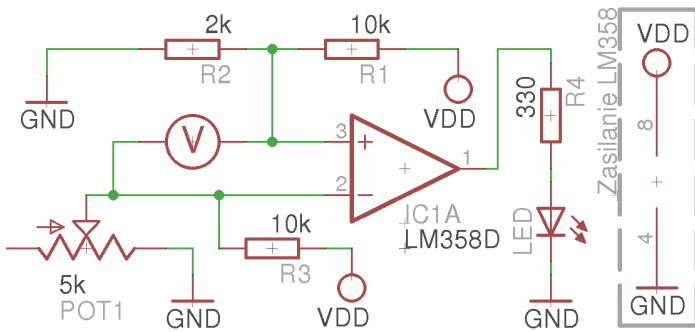 2k
10k
R2
R1
GND
VDD
V
3
+
2
-
1
IC1A
LM358D
330
R4
LED
GND
10k
R3
VDD
5k
POT1
GND
Zasilanie LM358
VDD
8
4
GND